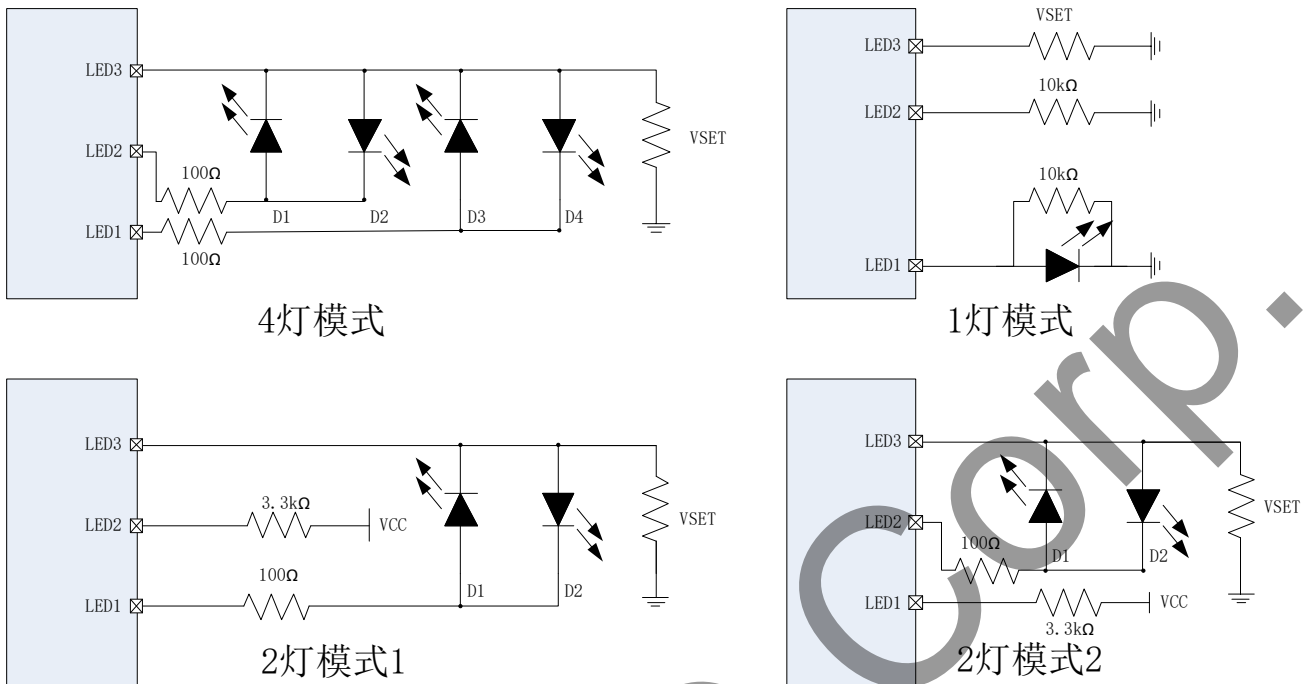 LED3
LED2
LED1
100Ω
100Ω
D1
D2
D3
D4
VSET
4灯模式
VSET
LED3
10kΩ
LED2
10kΩ
LED1
1灯模式
LED3
3.3kΩ
LED2
VCC
100Ω
LED1
D1
D2
VSET
2灯模式1
LED3
LED2
100Ω
D1
D2
VSET
LED1
VCC
3.3kΩ
2灯模式2
Corp.